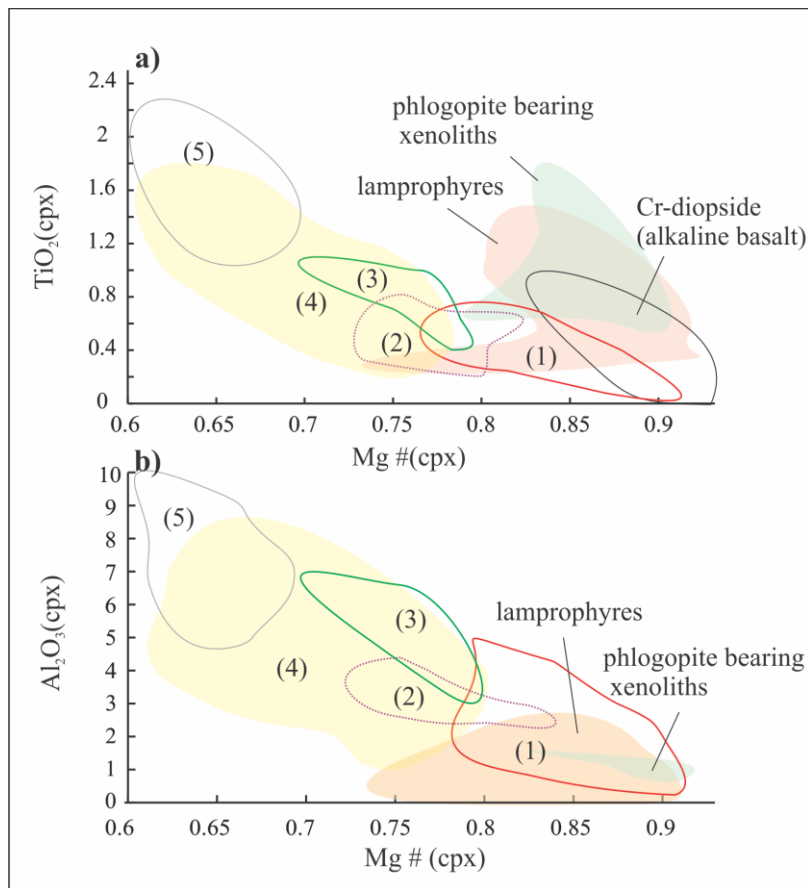 a)
2.4
2
1.6
1.2
0.8
0.4
0
TiO₂(cpx)
(5)
(4)
(3)
(2)
(1)
phlogopite bearing
xenoliths
lamprophyres
Cr-diopside
(alkaline basalt)
0.6 0.65 0.7 0.75 0.8 0.85 0.9
Mg #(cpx)
b)
10
9
8
7
6
5
4
3
2
1
0
Al₂O₃(cpx)
(5)
(3)
(4)
(2)
(1)
lamprophyres
phlogopite bearing
xenoliths
0.6 0.65 0.7 0.75 0.8 0.85 0.9
Mg # (cpx)